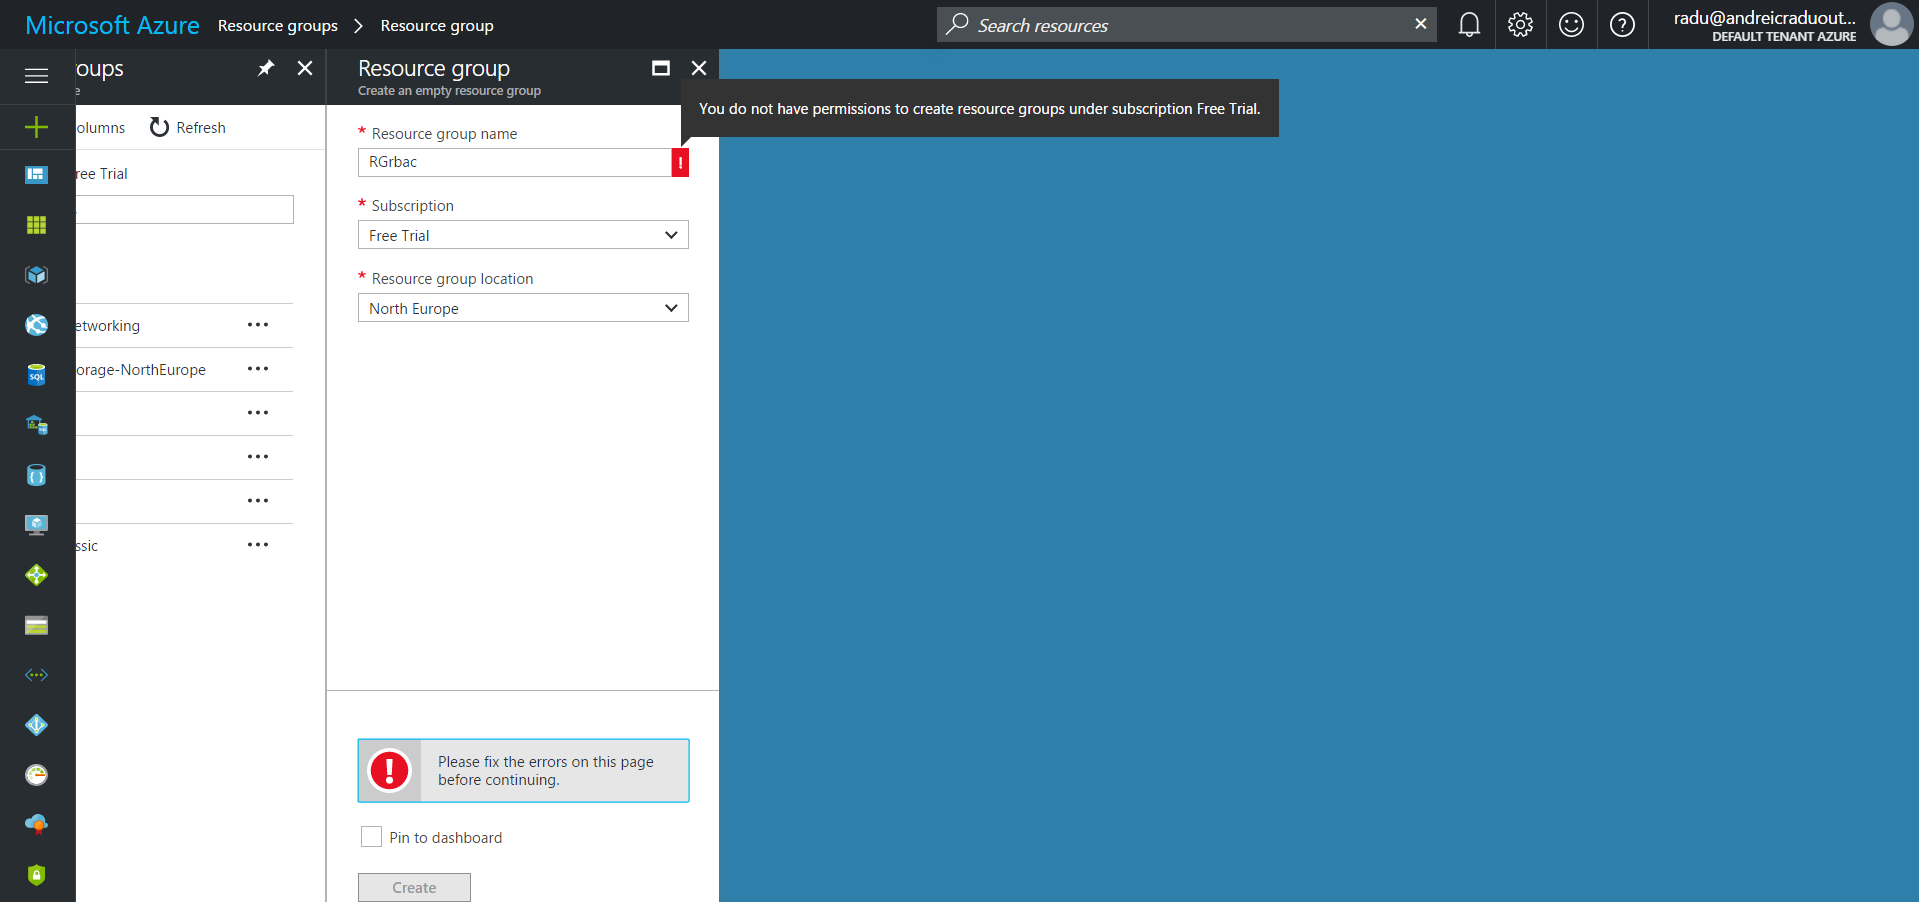 Microsoft Azure Resource groups Resource group
Search resources
radu@andreicraduout...
DEFAULT TENANT AZURE
oups
e
olumns Refresh
ree Trial
etworking
orage-NorthEurope
ssic
Resource group
Create an empty resource group
You do not have permissions to create resource groups under subscription Free Trial.
* Resource group name
RGrbac
* Subscription
Free Trial
* Resource group location
North Europe
Please fix the errors on this page
before continuing.
Pin to dashboard
Create
SQL